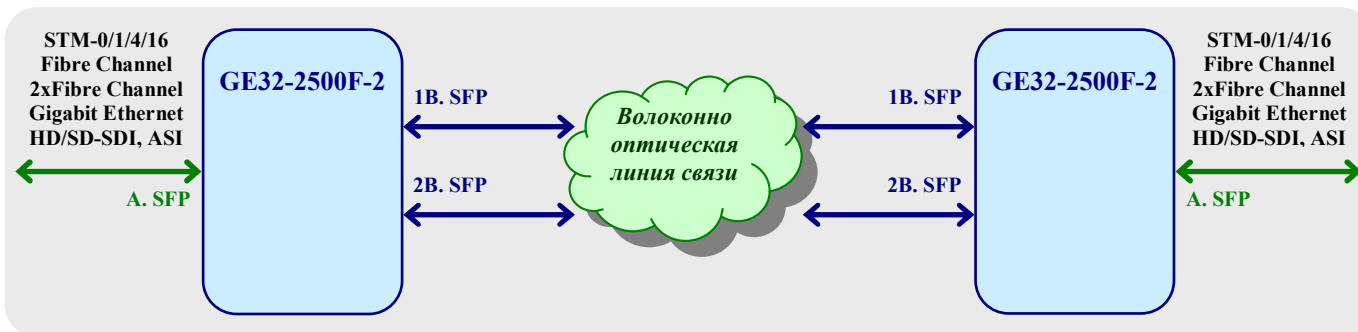 STM-0/1/4/16
Fibre Channel
2xFibre Channel
Gigabit Ethernet
HD/SD-SDI, ASI
A. SFP
GE32-2500F-2
1B. SFP
2B. SFP
Волоконно
оптическая
линия связи
1B. SFP
2B. SFP
GE32-2500F-2
STM-0/1/4/16
Fibre Channel
2xFibre Channel
Gigabit Ethernet
HD/SD-SDI, ASI
A. SFP